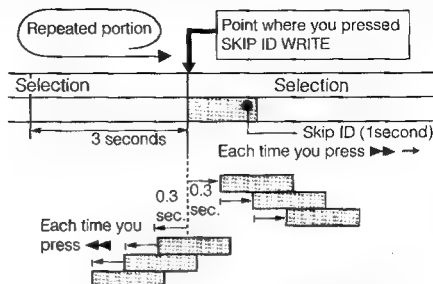 Repeated portion
Point where you pressed
SKIP ID WRITE
Selection
Selection
3 seconds
Skip ID (1second)
Each time you press ▶▶ →
0.3
sec.
0.3
sec.
Each time you
press ◀◀